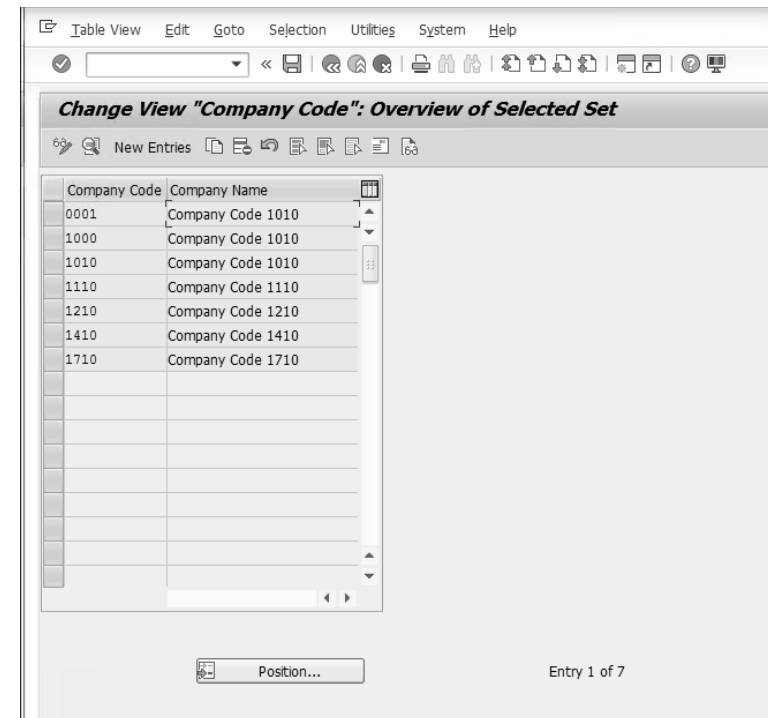 Table View Edit Goto Selection Utilities System Help
Change View "Company Code": Overview of Selected Set
New Entries
Company Code Company Name
0001 Company Code 1010
1000 Company Code 1010
1010 Company Code 1010
1110 Company Code 1110
1210 Company Code 1210
1410 Company Code 1410
1710 Company Code 1710
Position... Entry 1 of 7